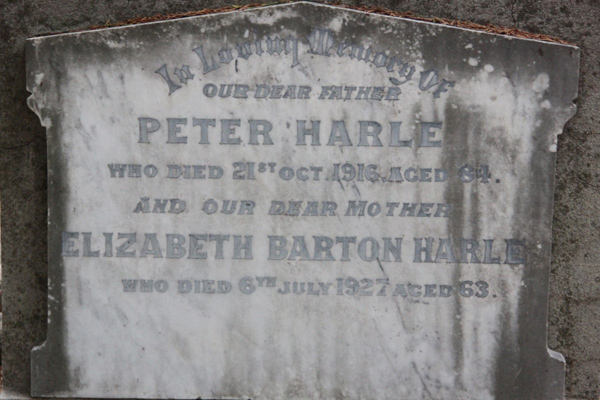 In Loving Memory Of
OUR DEAR FATHER
PETER HARLE
WHO DIED 21ST OCT. 1916. AGED 64.
AND OUR DEAR MOTHER
ELIZABETH BARTON HARLE
WHO DIED 6TH JULY 1927 AGED 63.